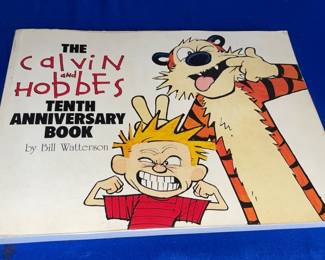 THE
CaLViN
and
HOBBES
TENTH
ANNIVERSARY
BOOK
by Bill Watterson